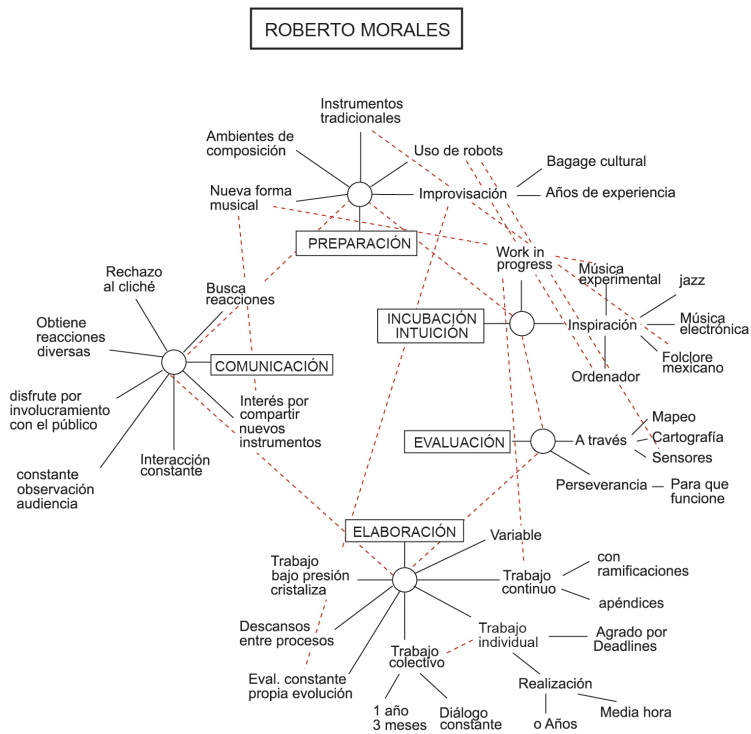 ROBERTO MORALES
Instrumentos
tradicionales
Ambientes de
composición
Uso de robots
Bagage cultural
Nueva forma
musical
Improvisación
Años de experiencia
PREPARACIÓN
Work in
progress
Rechazo
al cliché
Busca
reacciones
Música
experimental
jazz
Obtiene
reacciones
diversas
INCUBACIÓN
INTUICIÓN
Inspiración
Música
electrónica
COMUNICACIÓN
Folclore
mexicano
Ordenador
disfrute por
involucramiento
con el público
Interés por
compartir
nuevos
instrumentos
Mapeo
EVALUACIÓN
A través
Cartografía
Sensores
Interacción
constante
constante
observación
audiencia
Perseverancia
Para que
funcione
ELABORACIÓN
Variable
Trabajo
bajo presión
cristaliza
con
ramificaciones
Trabajo
continuo
apéndices
Descansos
entre procesos
Trabajo
individual
Agrado por
Deadlines
Trabajo
colectivo
Eval. constante
propia evolución
Realización
1 año
3 meses
Diálogo
constante
o Años
Media hora